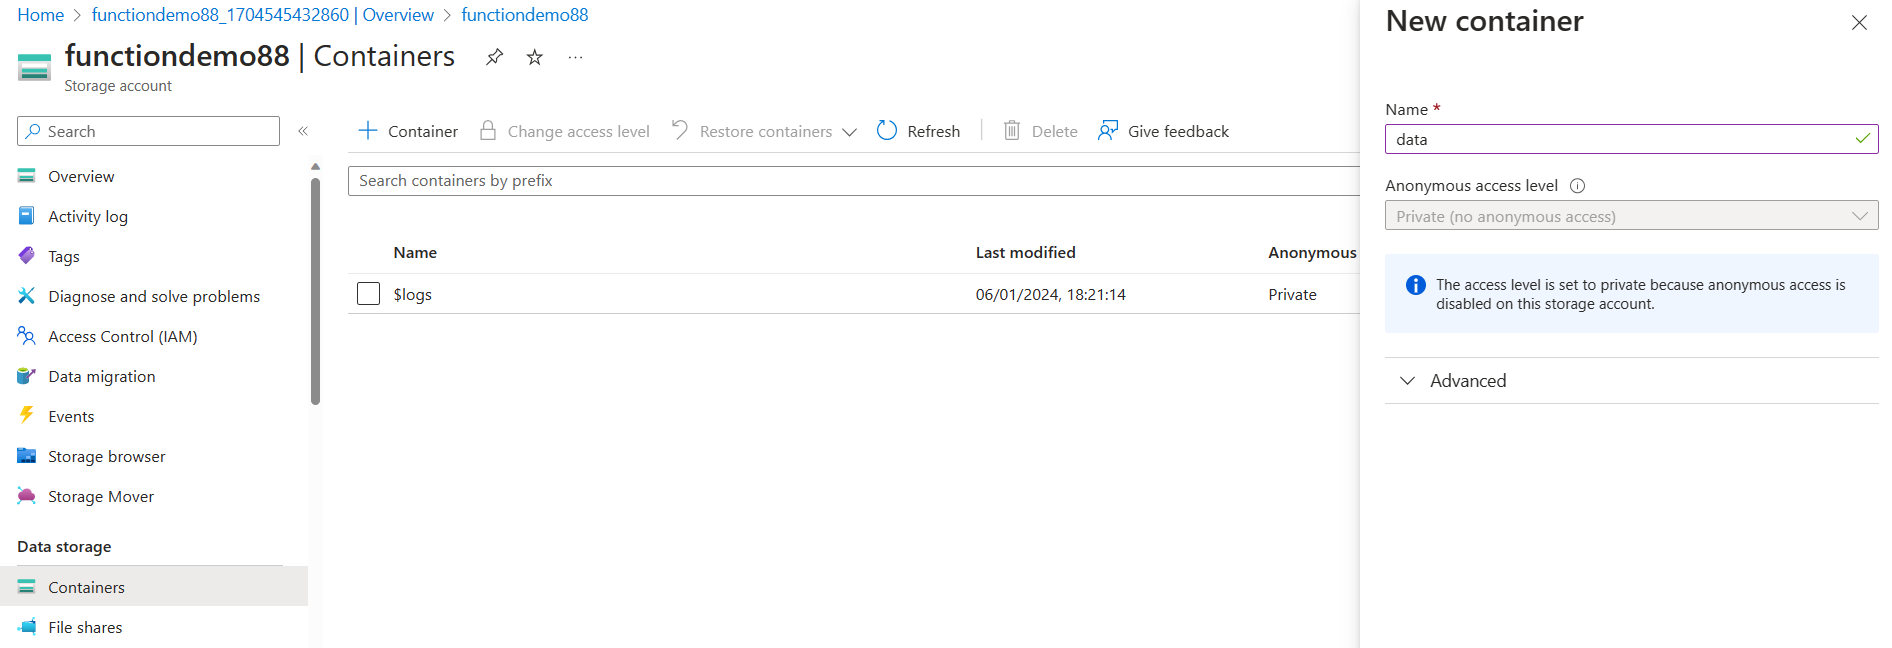 Home > functiondemo88_1704545432860 | Overview > functiondemo88
functiondemo88 | Containers
Storage account
Search
Overview
Activity log
Tags
Diagnose and solve problems
Access Control (IAM)
Data migration
Events
Storage browser
Storage Mover
Data storage
Containers
File shares
Container Change access level Restore containers Refresh Delete Give feedback
Search containers by prefix
Name Last modified Anonymous
$logs 06/01/2024, 18:21:14 Private
New container
Name *
data
Anonymous access level
Private (no anonymous access)
The access level is set to private because anonymous access is
disabled on this storage account.
Advanced